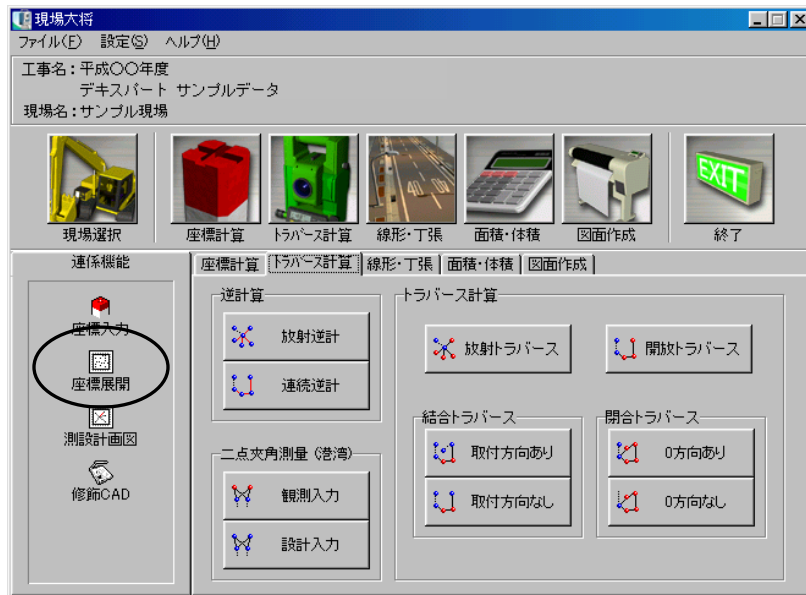 現場大将
ファイル(F) 設定(S) ヘルプ(H)
工事名：平成〇〇年度
デキスパート サンプルデータ
現場名：サンプル現場
現場選択 座標計算 トラバース計算 線形・丁張 面積・体積 図面作成 終了
EXIT
連係機能
座標計算 トラバース計算 線形・丁張 面積・体積 図面作成
座標入力
座標展開
測設計画図
修飾CAD
逆計算
放射逆計
連続逆計
二点夾角測量（港湾）
観測入力
設計入力
トラバース計算
放射トラバース
開放トラバース
結合トラバース
取付方向あり
取付方向なし
閉合トラバース
0方向あり
0方向なし